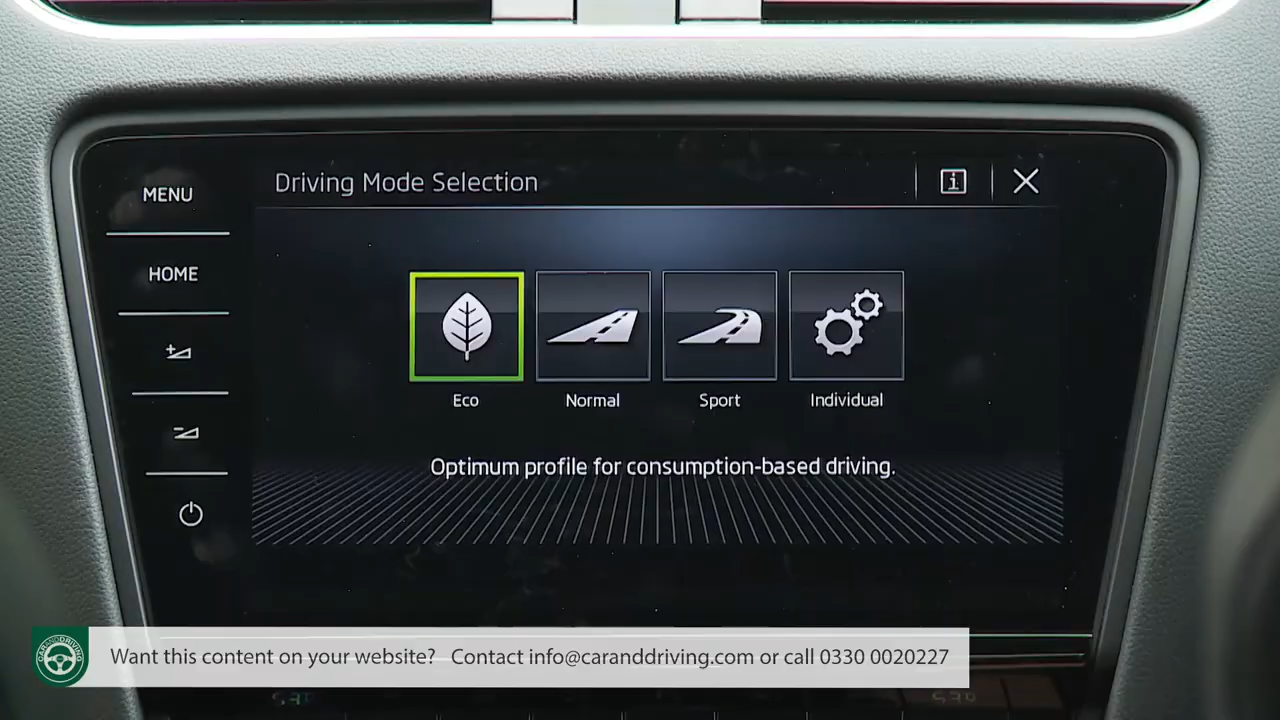 MENU
Driving Mode Selection
HOME
Eco
Normal
Sport
Individual
Optimum profile for consumption-based driving.
CARANDDRIVING
Want this content on your website? Contact info@caranddriving.com or call 0330 0020227